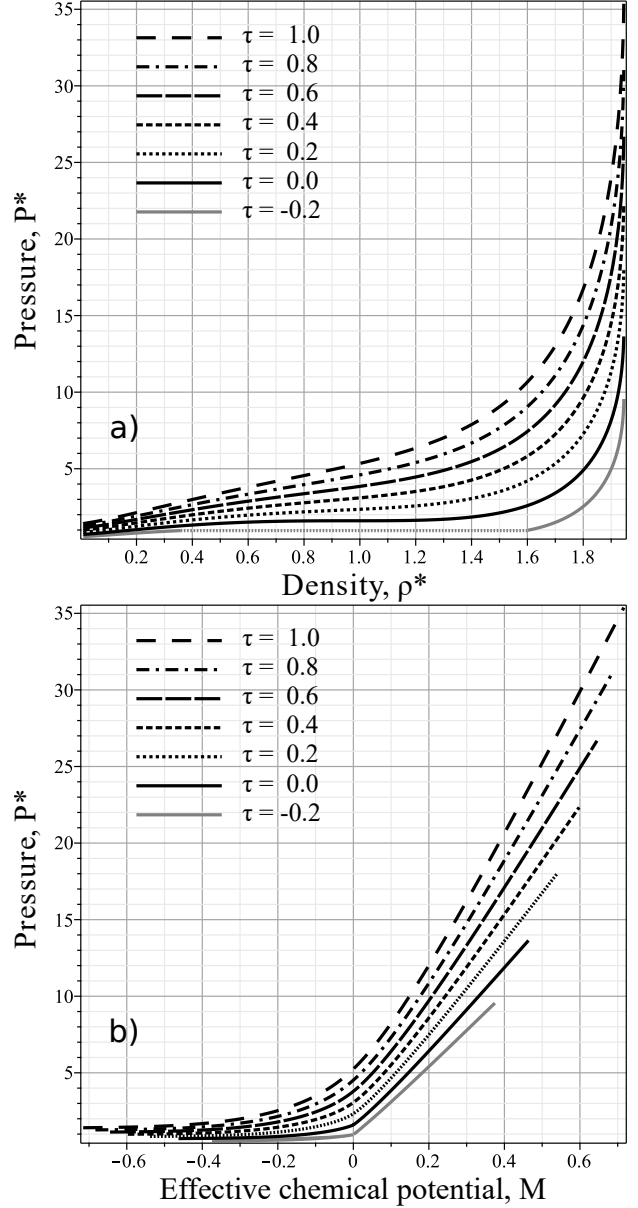 35
30
25
20
15
10
5
Pressure, P*
τ = 1.0
τ = 0.8
τ = 0.6
τ = 0.4
τ = 0.2
τ = 0.0
τ = -0.2
a)
0.2 0.4 0.6 0.8 1.0 1.2 1.4 1.6 1.8
Density, ρ*
35
30
25
20
15
10
5
Pressure, P*
τ = 1.0
τ = 0.8
τ = 0.6
τ = 0.4
τ = 0.2
τ = 0.0
τ = -0.2
b)
−0.6 −0.4 −0.2 0 0.2 0.4 0.6
Effective chemical potential, M